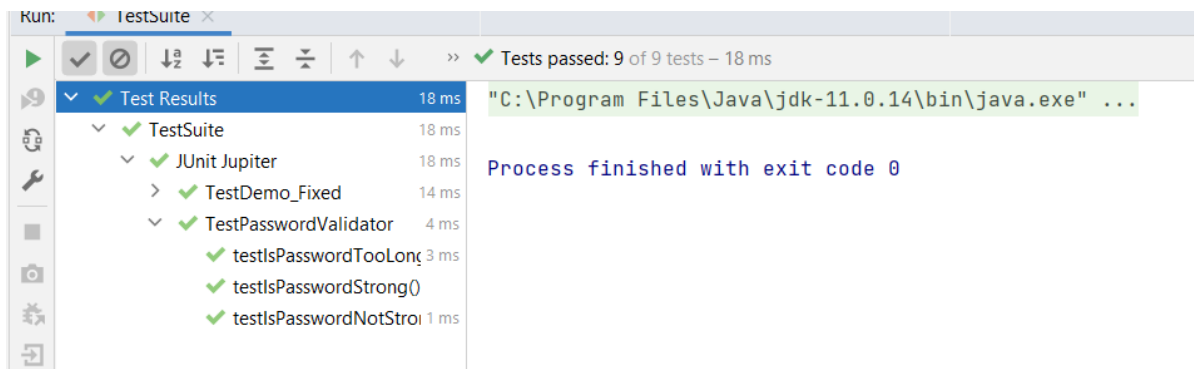 Run: TestSuite
Tests passed: 9 of 9 tests – 18 ms
Test Results 18 ms
"C:\Program Files\Java\jdk-11.0.14\bin\java.exe" ...
TestSuite 18 ms
JUnit Jupiter 18 ms
Process finished with exit code 0
TestDemo_Fixed 14 ms
TestPasswordValidator 4 ms
testIsPasswordTooLong 3 ms
testIsPasswordStrong()
testIsPasswordNotStro 1 ms